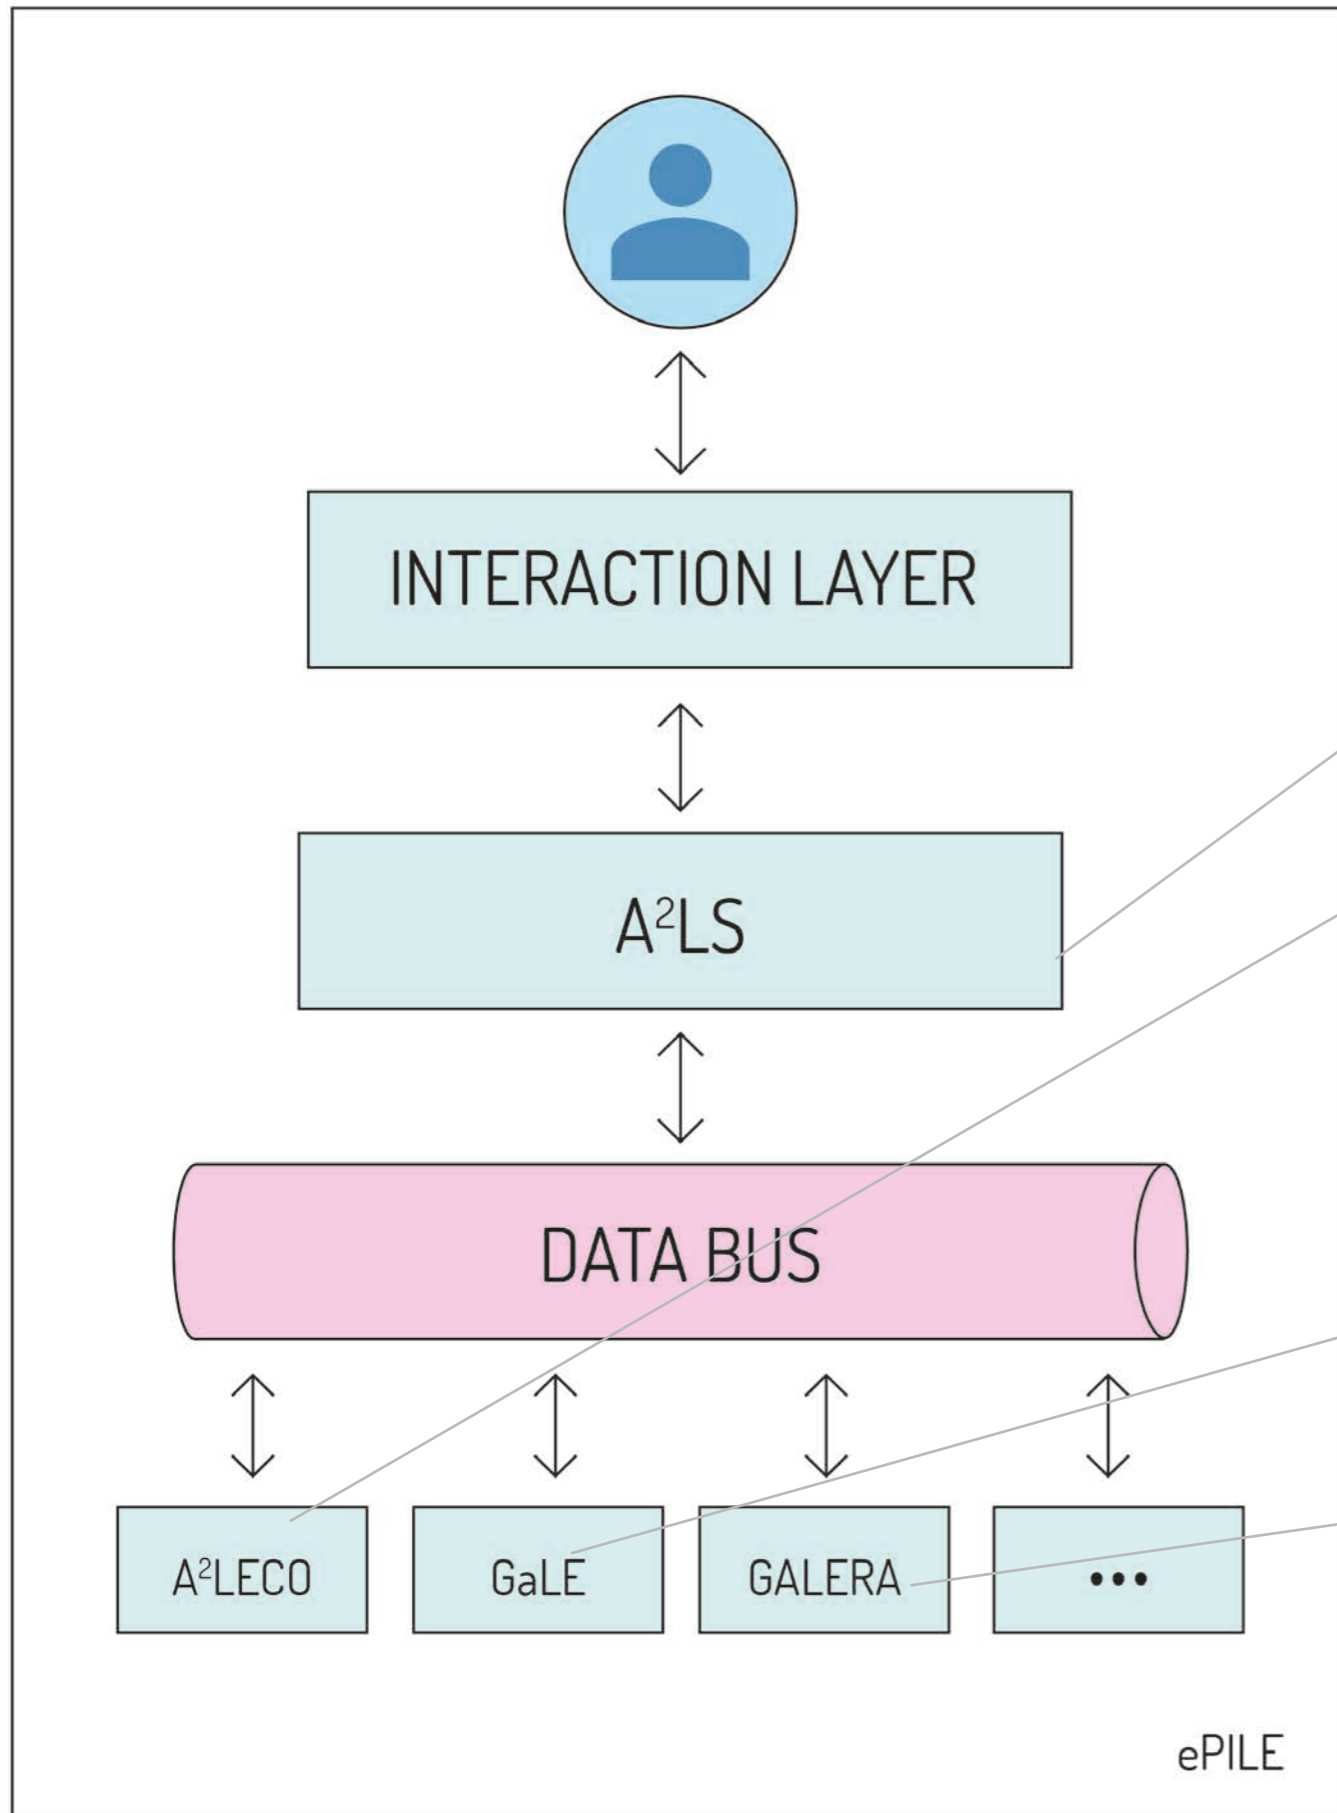 INTERACTION LAYER
A²LS
DATA BUS
A²LECO
GaLE
GALERA
•••
ePILE